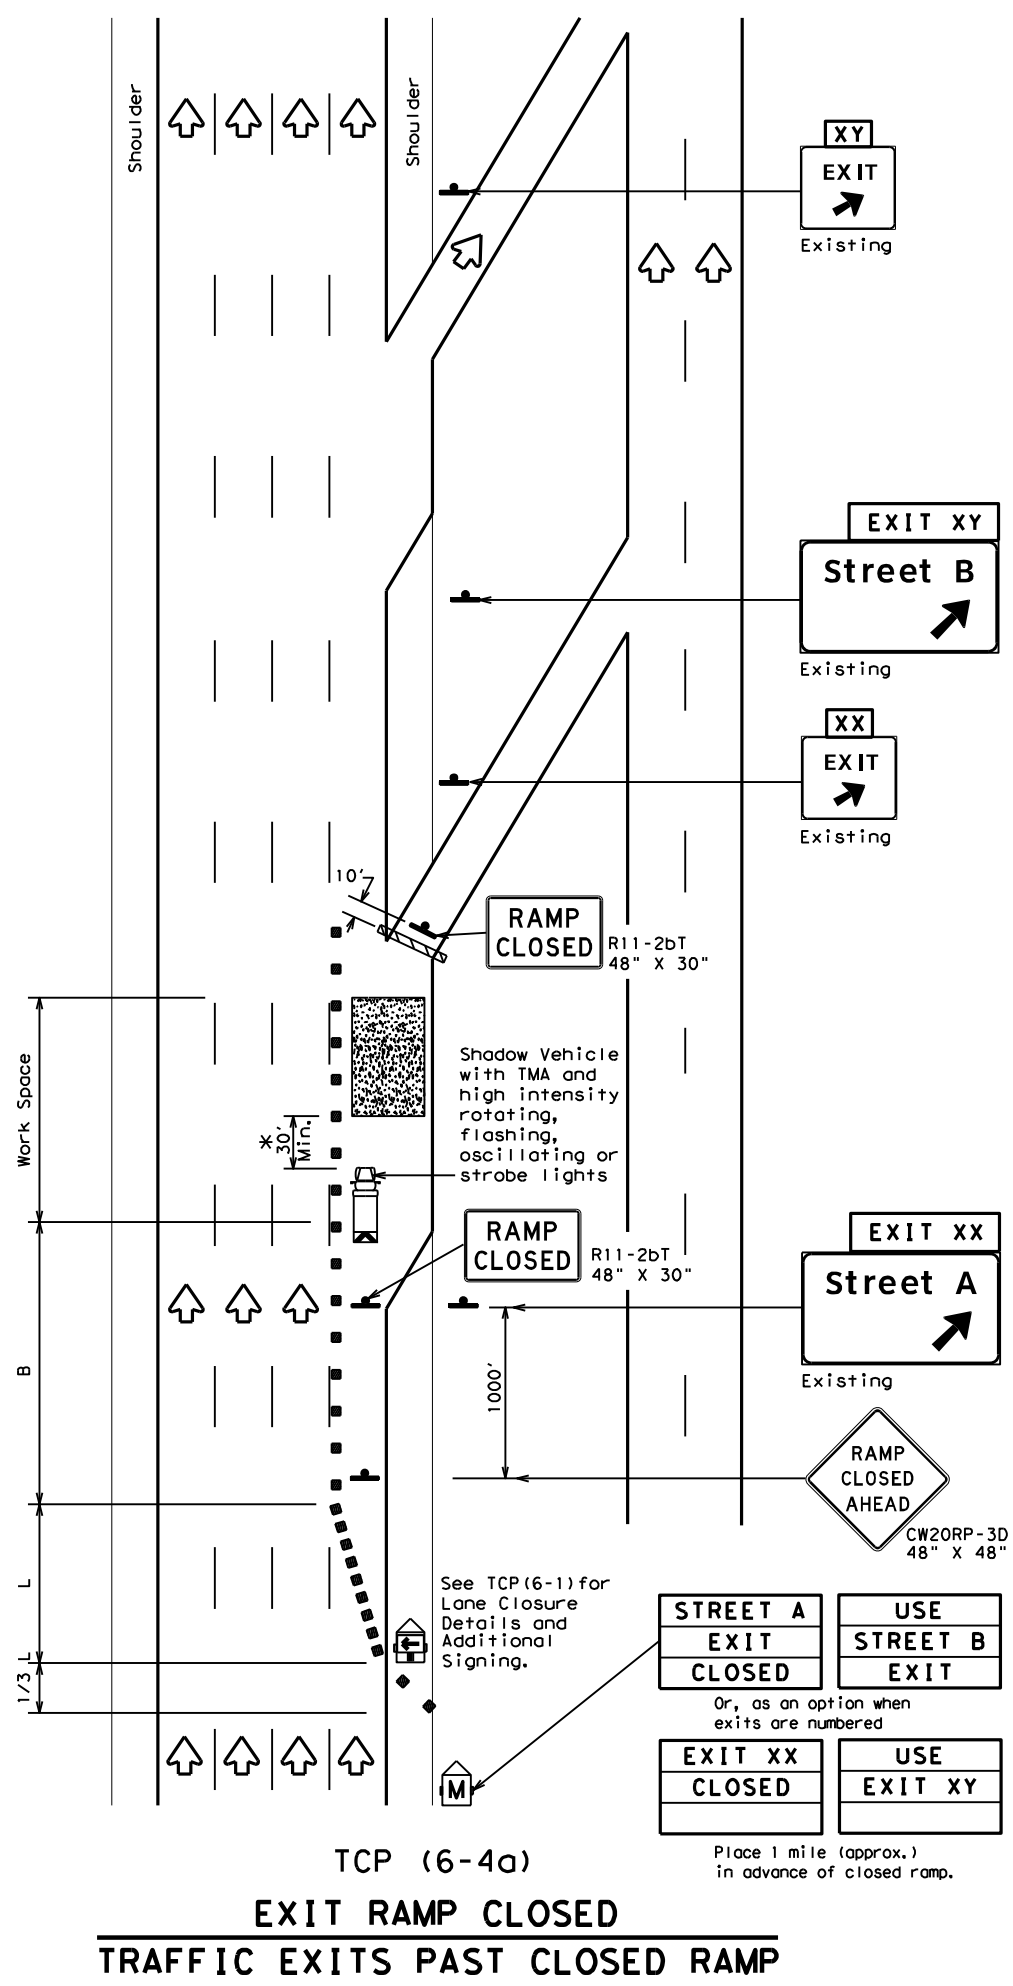 Shoulder
Shoulder
XY
EXIT
Existing
EXIT XY
Street B
Existing
XX
EXIT
Existing
10'
RAMP
CLOSED
R11-2bT
48" X 30"
Work Space
*
30'
Min.
Shadow Vehicle
with TMA and
high intensity
rotating,
flashing,
oscillating or
strobe lights
RAMP
CLOSED
R11-2bT
48" X 30"
EXIT XX
Street A
Existing
B
1000'
RAMP
CLOSED
AHEAD
CW20RP-3D
48" X 48"
L
1/3 L
See TCP(6-1)for
Lane Closure
Details and
Additional
Signing.
STREET A
EXIT
CLOSED
USE
STREET B
EXIT
Or, as an option when
exits are numbered
M
EXIT XX
CLOSED
USE
EXIT XY
Place 1 mile (approx.)
in advance of closed ramp.
TCP (6-4a)
EXIT RAMP CLOSED
TRAFFIC EXITS PAST CLOSED RAMP